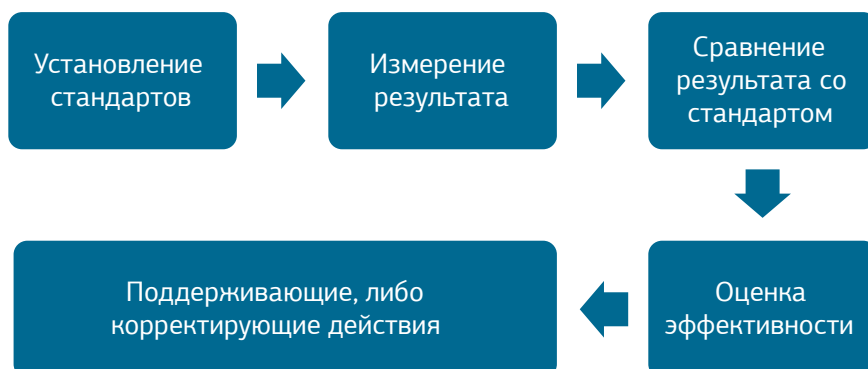 Установление
стандартов
Измерение
результата
Сравнение
результата со
стандартом
Оценка
эффективности
Поддерживающие, либо
корректирующие действия